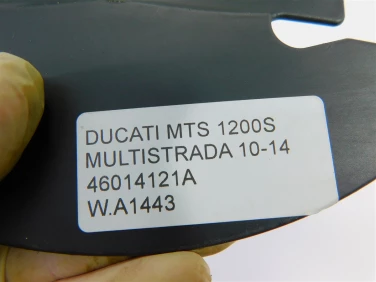 DUCATI MTS 1200S
MULTISTRADA 10-14
46014121A
W.A1443